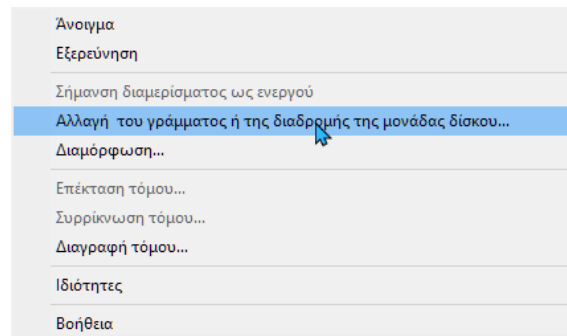 Άνοιγμα
Εξερεύνηση
Σήμανση διαμερίσματος ως ενεργού
Αλλαγή του γράμματος ή της διαδρομής της μονάδας δίσκου...
Διαμόρφωση...
Επέκταση τόμου...
Συρρίκνωση τόμου...
Διαγραφή τόμου...
Ιδιότητες
Βοήθεια